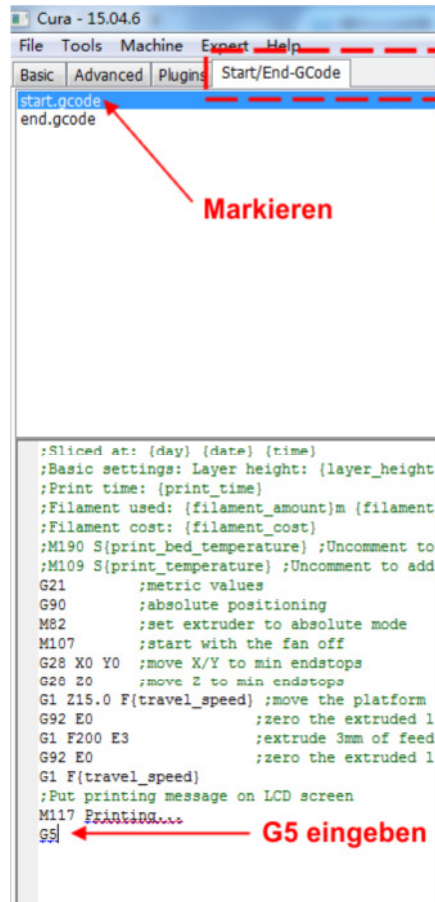 Cura - 15.04.6
File Tools Machine Expert Help
Basic Advanced Plugins Start/End-GCode
start.gcode
end.gcode
Markieren
;Sliced at: {day} {date} {time}
;Basic settings: Layer height: {layer_height
;Print time: {print_time}
;Filament used: {filament_amount}m {filament
;Filament cost: {filament_cost}
;M190 S{print_bed_temperature} ;Uncomment to
;M109 S{print_temperature} ;Uncomment to add
G21 ;metric values
G90 ;absolute positioning
M82 ;set extruder to absolute mode
M107 ;start with the fan off
G28 X0 Y0 ;move X/Y to min endstops
G28 Z0 ;move Z to min endstops
G1 Z15.0 F{travel_speed} ;move the platform
G92 E0 ;zero the extruded l
G1 F200 E3 ;extrude 3mm of feed
G92 E0 ;zero the extruded l
G1 F{travel_speed}
;Put printing message on LCD screen
M117 Printing...
G5 G5 eingeben